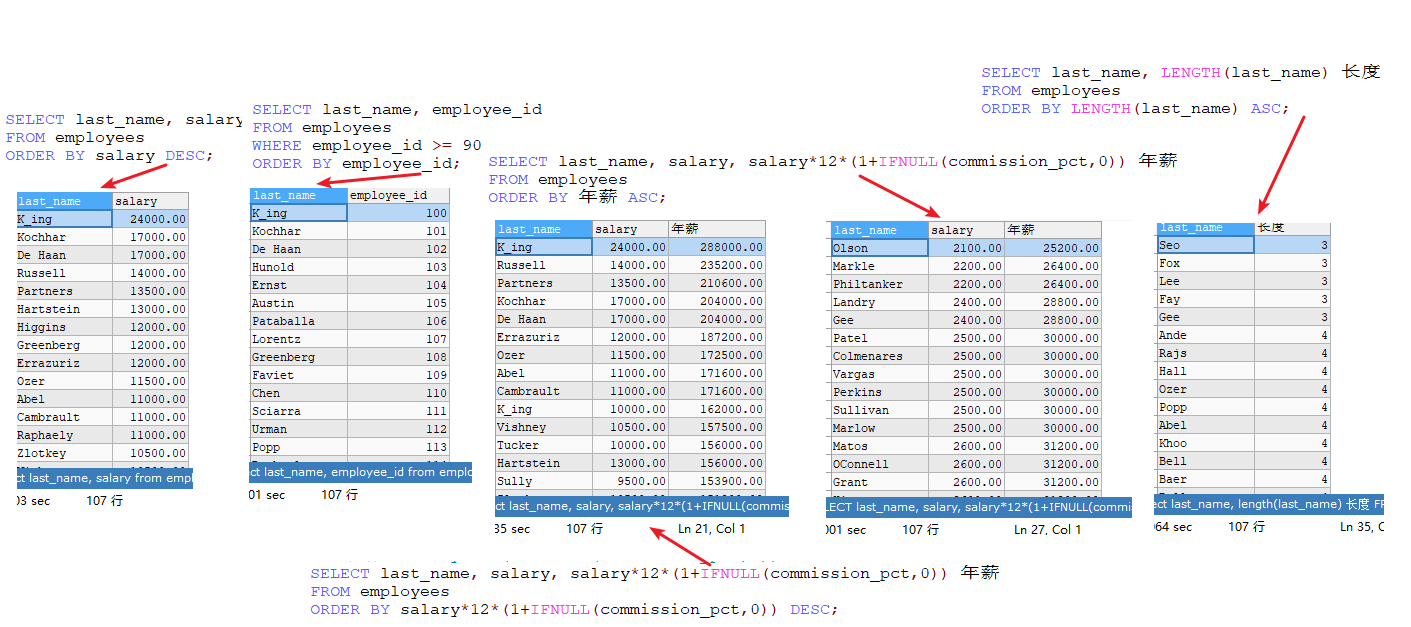 SELECT last_name, LENGTH(last_name) 长度
FROM employees
ORDER BY LENGTH(last_name) ASC;
SELECT last_name, salary
FROM employees
ORDER BY salary DESC;
SELECT last_name, employee_id
FROM employees
WHERE employee_id >= 90
ORDER BY employee_id;
SELECT last_name, salary, salary*12*(1+IFNULL(commission_pct,0)) 年薪
FROM employees
ORDER BY 年薪 ASC;
last_name salary
K_ing 24000.00
Kochhar 17000.00
De Haan 17000.00
Russell 14000.00
Partners 13500.00
Hartstein 13000.00
Higgins 12000.00
Greenberg 12000.00
Errazuriz 12000.00
Ozer 11500.00
Abel 11000.00
Cambrault 11000.00
Raphaely 11000.00
Zlotkey 10500.00
ct last_name, salary from empl
03 sec 107 行
last_name employee_id
K_ing 100
Kochhar 101
De Haan 102
Hunold 103
Ernst 104
Austin 105
Pataballa 106
Lorentz 107
Greenberg 108
Faviet 109
Chen 110
Sciarra 111
Urman 112
Popp 113
ct last_name, employee_id from emplo
001 sec 107 行
last_name salary 年薪
K_ing 24000.00 288000.00
Russell 14000.00 235200.00
Partners 13500.00 210600.00
Kochhar 17000.00 204000.00
De Haan 17000.00 204000.00
Errazuriz 12000.00 187200.00
Ozer 11500.00 172500.00
Abel 11000.00 171600.00
Cambrault 11000.00 171600.00
K_ing 10000.00 162000.00
Vishney 10500.00 157500.00
Tucker 10000.00 156000.00
Hartstein 13000.00 156000.00
Sully 9500.00 153900.00
ct last_name, salary, salary*12*(1+IFNULL(commis
35 sec 107 行 Ln 21, Col 1
last_name salary 年薪
Olson 2100.00 25200.00
Markle 2200.00 26400.00
Philtanker 2200.00 26400.00
Landry 2400.00 28800.00
Gee 2400.00 28800.00
Patel 2500.00 30000.00
Colmenares 2500.00 30000.00
Vargas 2500.00 30000.00
Perkins 2500.00 30000.00
Sullivan 2500.00 30000.00
Marlow 2500.00 30000.00
Matos 2600.00 31200.00
OConnell 2600.00 31200.00
Grant 2600.00 31200.00
LECT last_name, salary, salary*12*(1+IFNULL(commis
001 sec 107 行 Ln 27, Col 1
last_name 长度
Seo 3
Fox 3
Lee 3
Fay 3
Gee 3
Ande 4
Rajs 4
Hall 4
Ozer 4
Popp 4
Abel 4
Khoo 4
Bell 4
Baer 4
ect last_name, length(last_name) 长度 FR
064 sec 107 行 Ln 35, C
SELECT last_name, salary, salary*12*(1+IFNULL(commission_pct,0)) 年薪
FROM employees
ORDER BY salary*12*(1+IFNULL(commission_pct,0)) DESC;